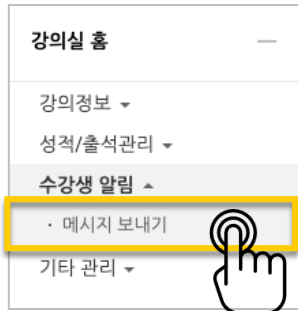 강의실 홈
강의정보
성적/출석관리
수강생 알림
· 메시지 보내기
기타 관리